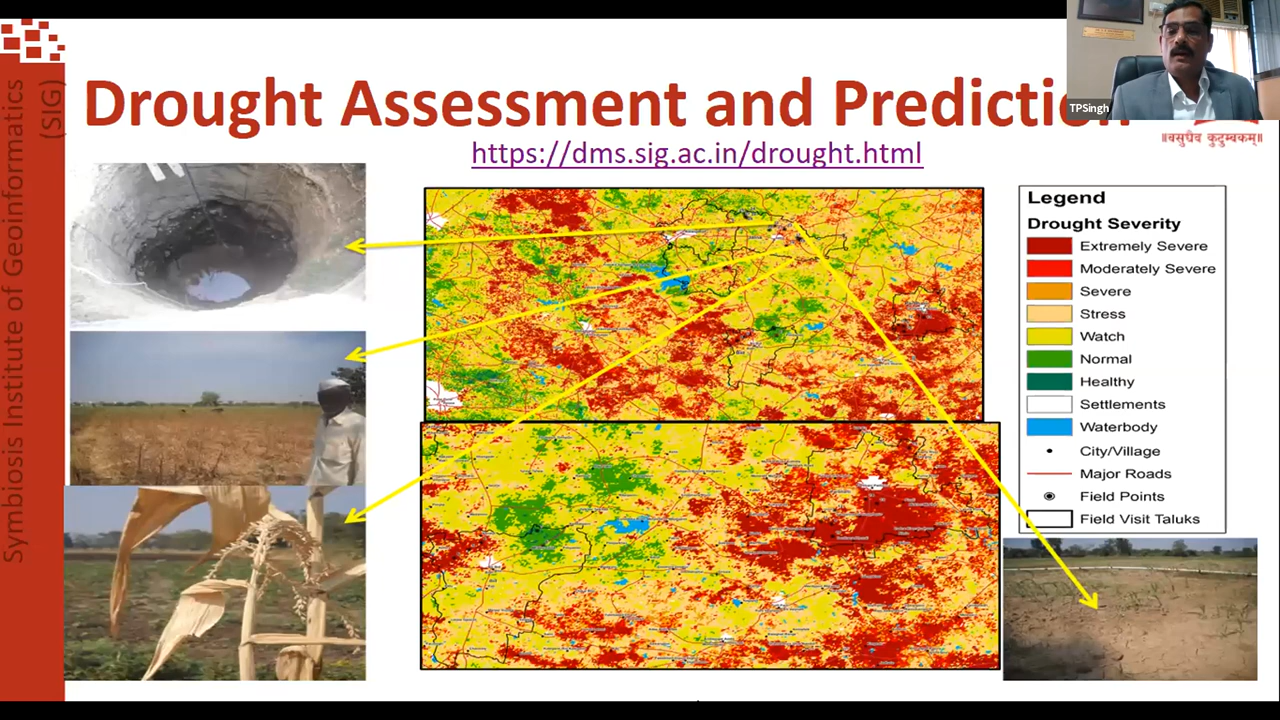 Symbiosis Institute of Geoinformatics
(SIG)
Drought Assessment and Prediction
TPSingh
॥वसुधैव कुटुम्बकम्॥
https://dms.sig.ac.in/drought.html
Legend
Drought Severity
Extremely Severe
Moderately Severe
Severe
Stress
Watch
Normal
Healthy
Settlements
Waterbody
City/Village
Major Roads
Field Points
Field Visit Taluks